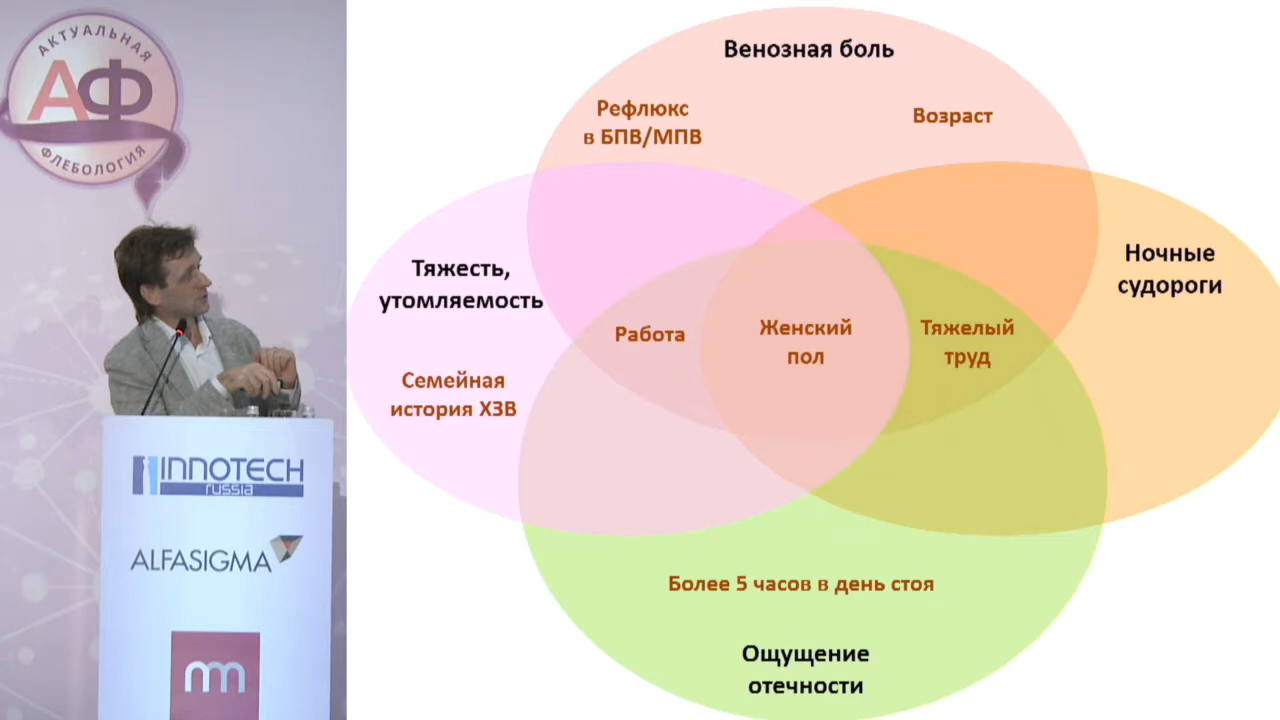 АКТУАЛЬНАЯ
АФ
ФЛЕБОЛОГИЯ
INNOTECH
russia
ALFASIGMA
Венозная боль
Рефлюкс
в БПВ/МПВ
Возраст
Тяжесть,
утомляемость
Ночные
судороги
Работа
Женский
пол
Тяжелый
труд
Семейная
история ХЗВ
Более 5 часов в день стоя
Ощущение
отечности